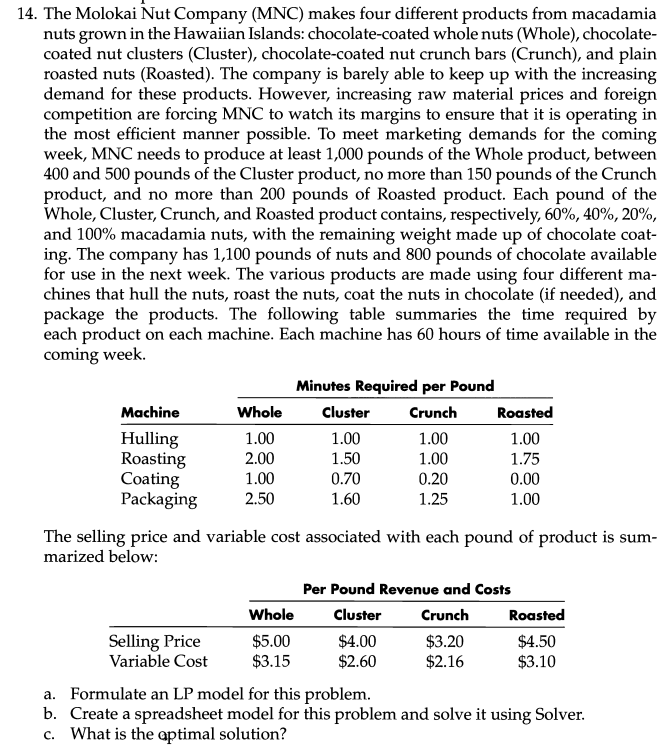 14. The Molokai Nut Company (MNC) makes four different products from macadamia
nuts grown in the Hawaiian Islands: chocolate-coated whole nuts (Whole), chocolate-
coated nut clusters (Cluster), chocolate-coated nut crunch bars (Crunch), and plain
roasted nuts (Roasted). The company is barely able to keep up with the increasing
demand for these products. However, increasing raw material prices and foreign
competition are forcing MNC to watch its margins to ensure that it is operating in
the most efficient manner possible. To meet marketing demands for the coming
week, MNC needs to produce at least 1,000 pounds of the Whole product, between
400 and 500 pounds of the Cluster product, no more than 150 pounds of the Crunch
product, and no more than 200 pounds of Roasted product. Each pound of the
Whole, Cluster, Crunch, and Roasted product contains, respectively, 60%, 40%, 20%,
and 100% macadamia nuts, with the remaining weight made up of chocolate coat-
ing. The company has 1,100 pounds of nuts and 800 pounds of chocolate available
for use in the next week. The various products are made using four different ma-
chines that hull the nuts, roast the nuts, coat the nuts in chocolate (if needed), and
package the products. The following table summaries the time required by
each product on each machine. Each machine has 60 hours of time available in the
coming week.
Minutes Required per Pound
Machine Whole Cluster Crunch Roasted
Hulling 1.00 1.00 1.00 1.00
Roasting 2.00 1.50 1.00 1.75
Coating 1.00 0.70 0.20 0.00
Packaging 2.50 1.60 1.25 1.00
The selling price and variable cost associated with each pound of product is sum-
marized below:
Per Pound Revenue and Costs
Whole Cluster Crunch Roasted
Selling Price $5.00 $4.00 $3.20 $4.50
Variable Cost $3.15 $2.60 $2.16 $3.10
a. Formulate an LP model for this problem.
b. Create a spreadsheet model for this problem and solve it using Solver.
c. What is the optimal solution?